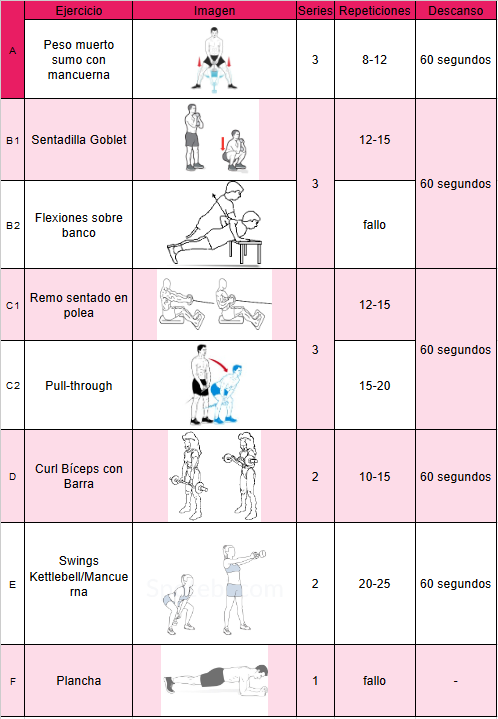 Ejercicio Imagen Series Repeticiones Descanso
A
Peso muerto
sumo con
mancuerna
3 8-12 60 segundos
B1 Sentadilla Goblet 12-15
3 60 segundos
B2
Flexiones sobre
banco
fallo
C1
Remo sentado en
polea
12-15
3 60 segundos
C2 Pull-through 15-20
D
Curl Bíceps con
Barra
2 10-15 60 segundos
E
Swings
Kettlebell/Mancue
rna
2 20-25 60 segundos
F Plancha 1 fallo -